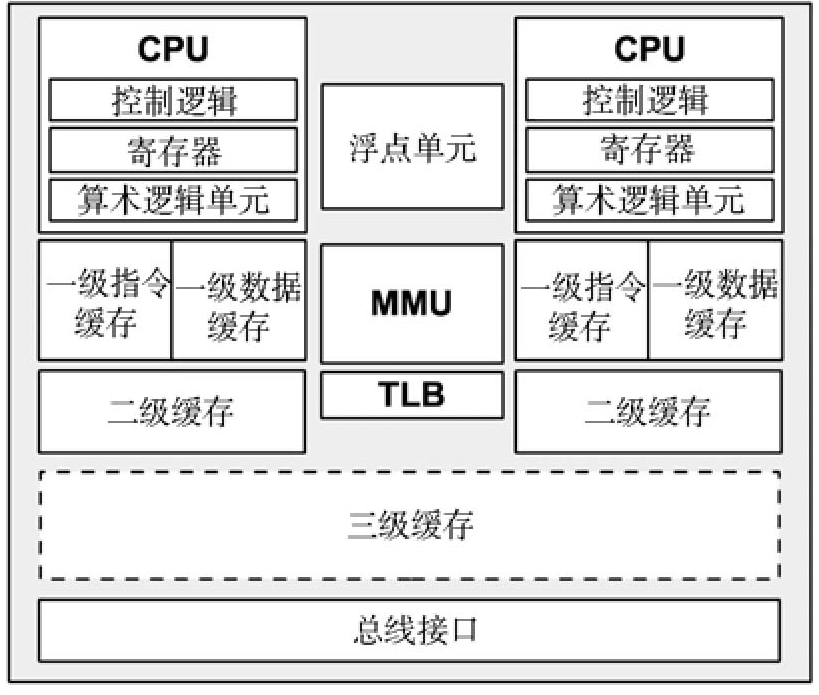 CPU
控制逻辑
寄存器
算术逻辑单元
一级指令
缓存
一级数据
缓存
二级缓存
浮点单元
MMU
TLB
CPU
控制逻辑
寄存器
算术逻辑单元
一级指令
缓存
一级数据
缓存
二级缓存
三级缓存
总线接口